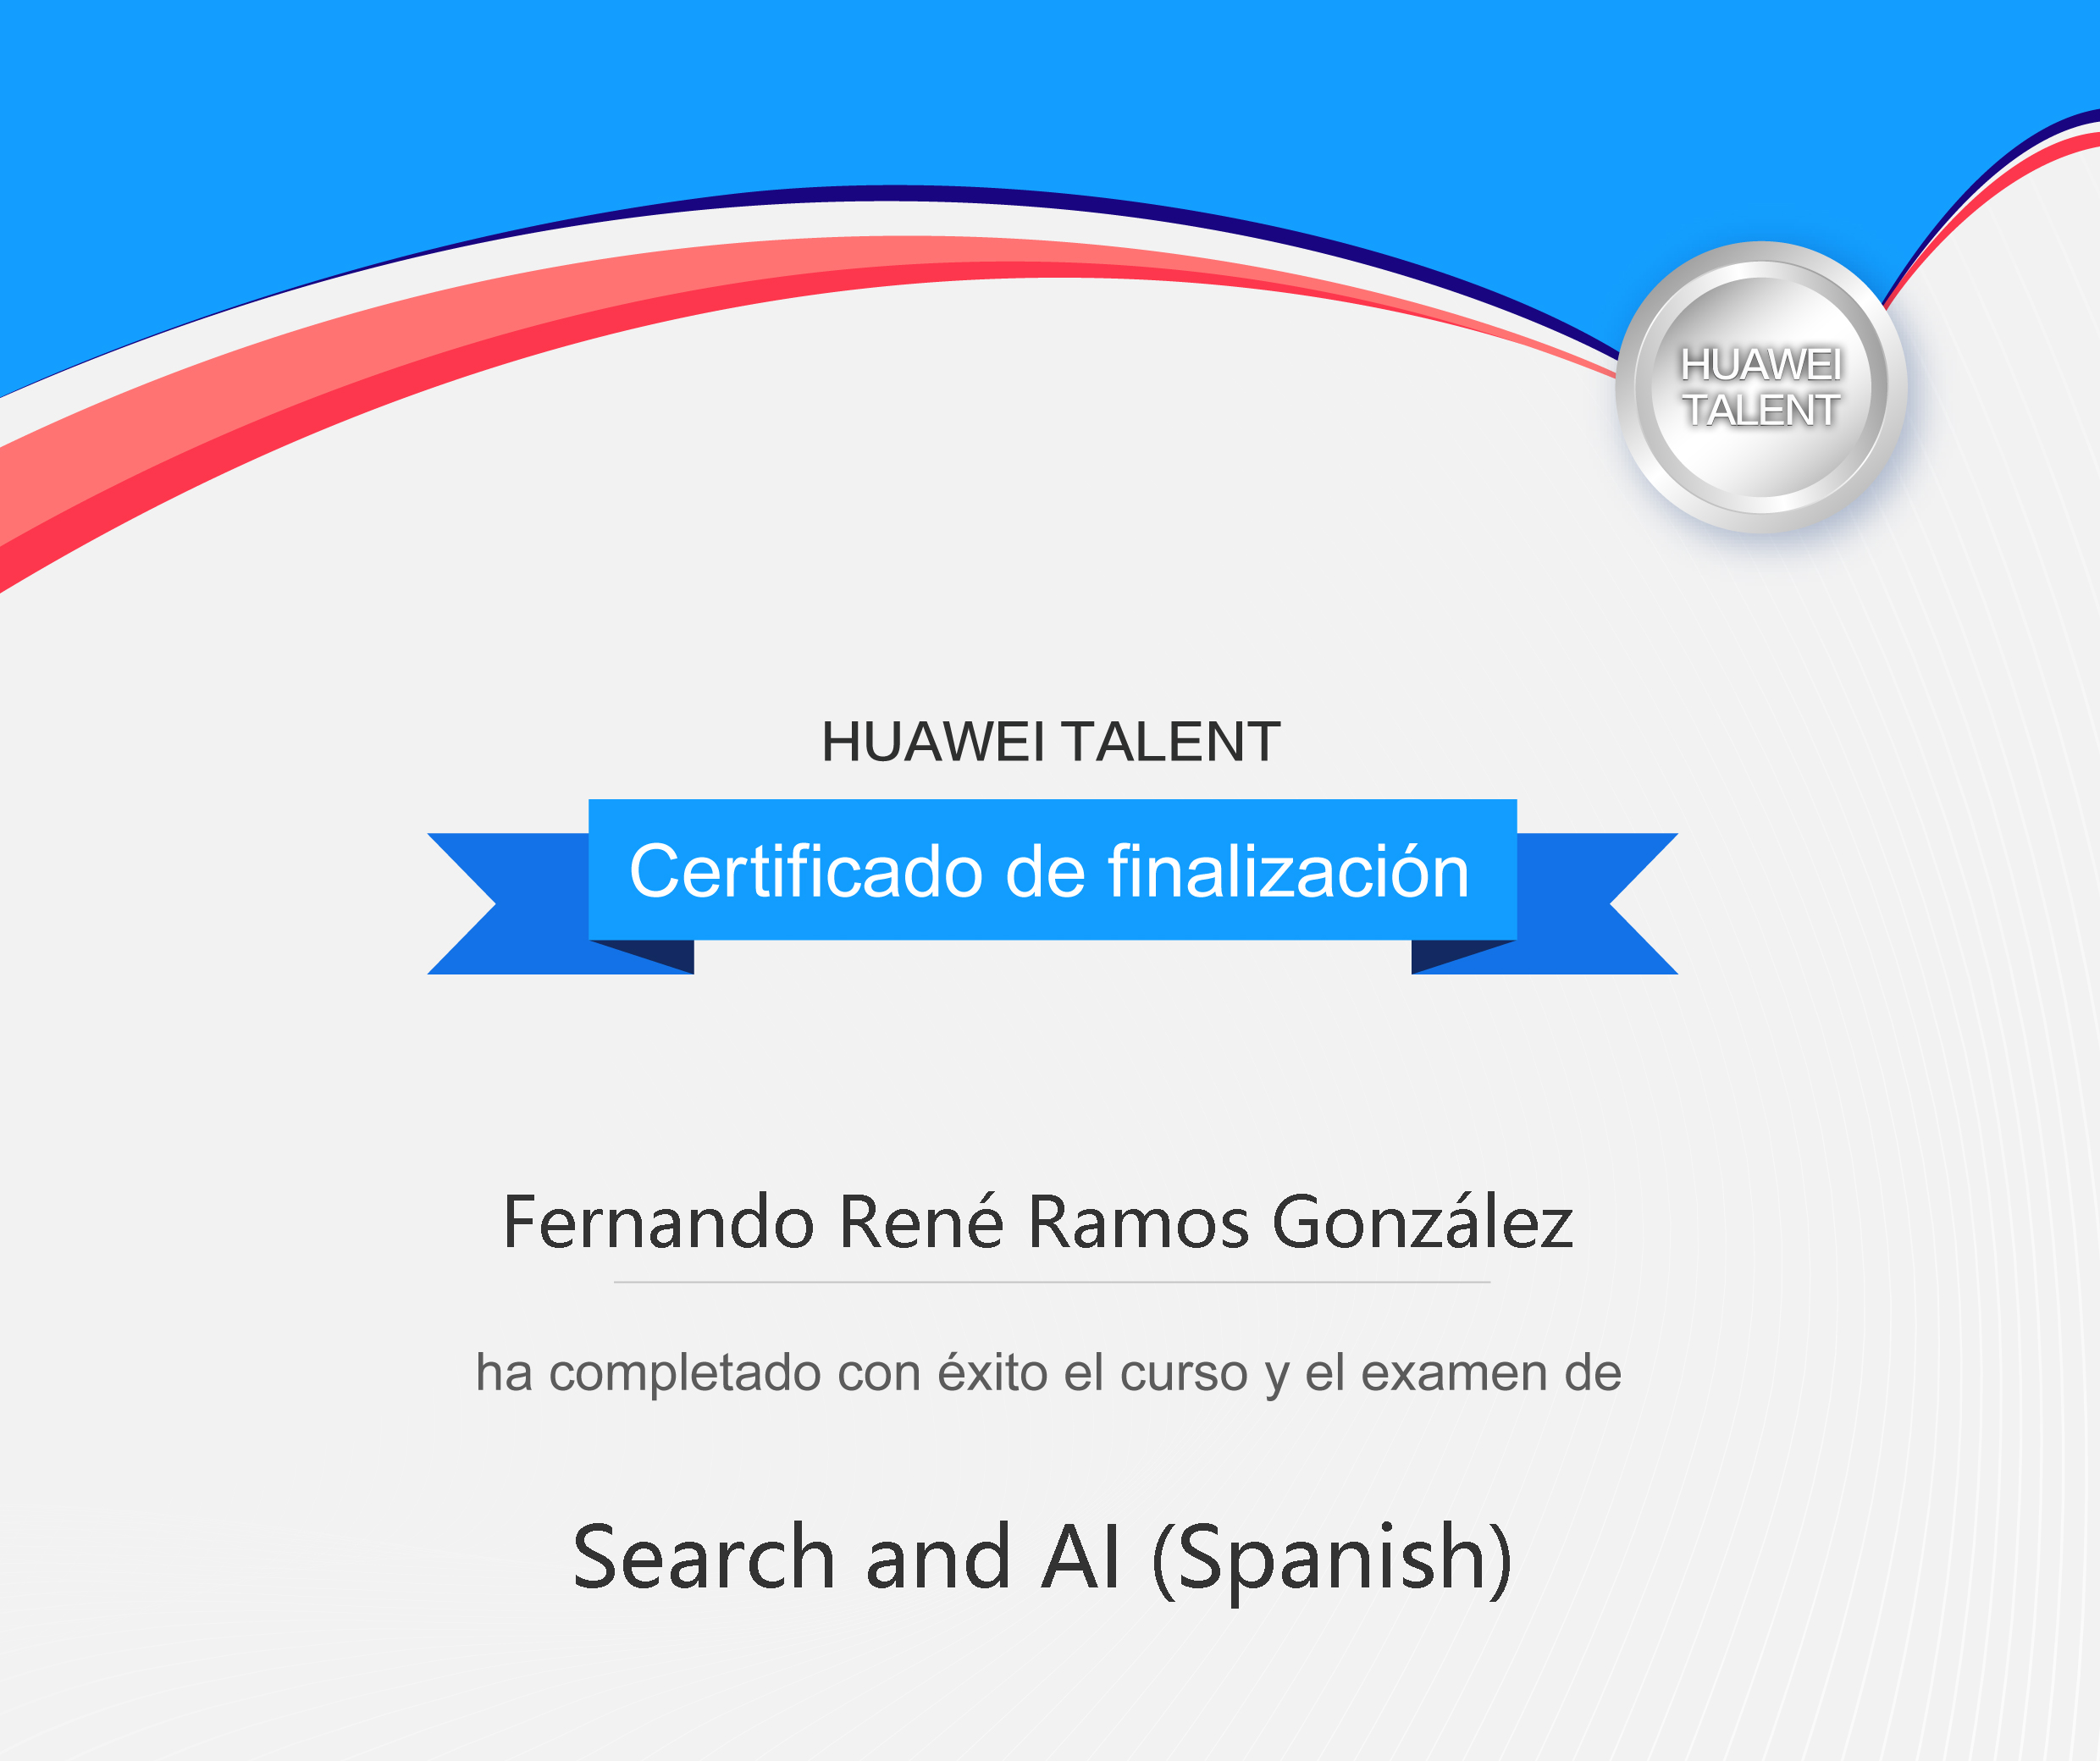 HUAWEI
TALENT
HUAWEI TALENT
Certificado de finalización
Fernando René Ramos González
ha completado con éxito el curso y el examen de
Search and AI (Spanish)